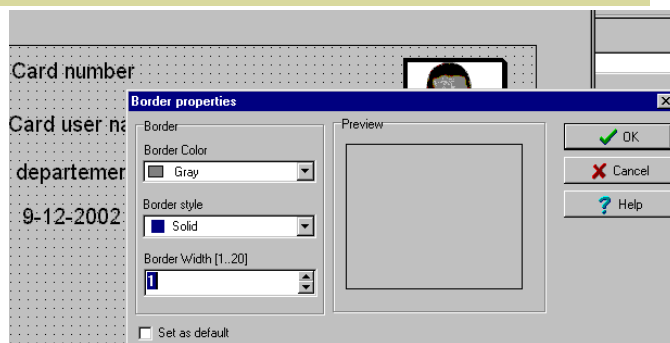 Card number
Border properties
Card user na
Border
Preview
OK
Border Color
Gray
Cancel
departemen
Border style
Help
9-12-2002
Solid
Border Width [1..20]
1
Set as default